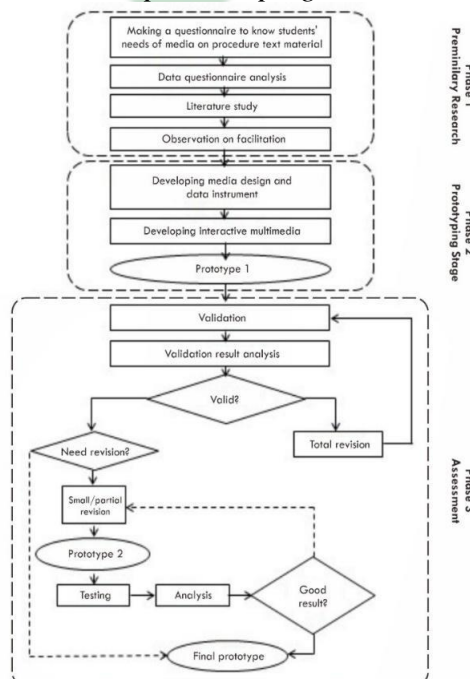 Making a questionnaire to know students'
needs of media on procedure text material
Data questionnaire analysis
Literature study
Observation on facilitation
Phase 1
Preminilary Research
Developing media design and
data instrument
Developing Interactive multimedia
Prototype 1
Phase 2
Prototyping Stage
Validation
Validation result analysis
Valid?
Need revision?
Total revision
Small/partial
revision
Prototype 2
Testing
Analysis
Good
result?
Final prototype
Phase 3
Assessment